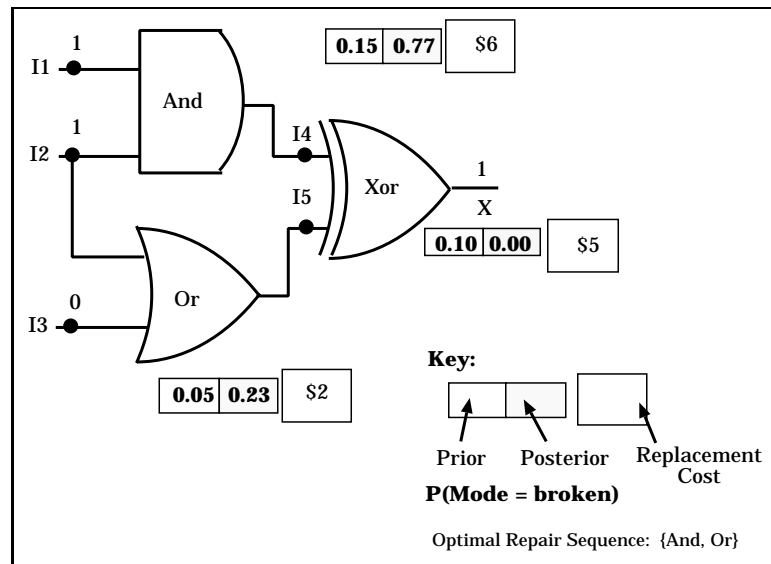 1
0.15 0.77 $6
I1
And
1
I4
I2
1
I5
Xor
X
0.10 0.00 $5
0
Or
I3
Key:
0.05 0.23 $2
Prior Posterior Replacement
Cost
P(Mode = broken)
Optimal Repair Sequence: {And, Or}